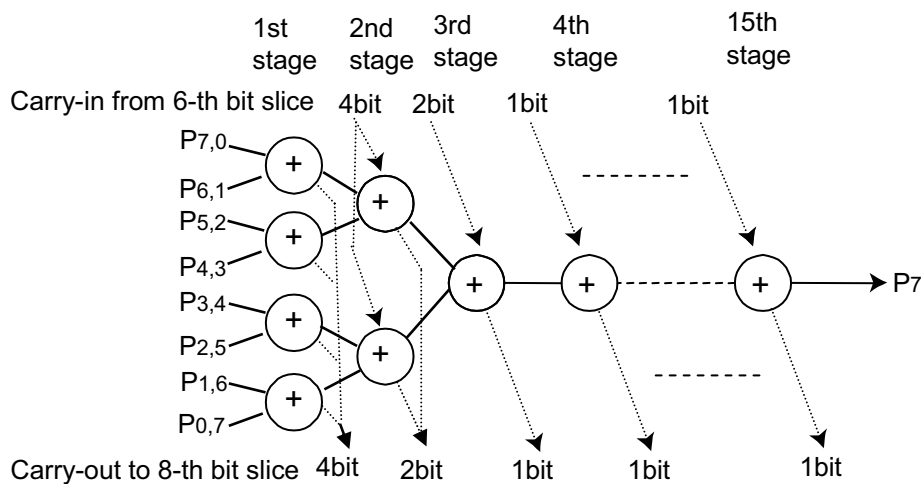 1st stage
2nd stage
3rd stage
4th stage
15th stage
Carry-in from 6-th bit slice
4bit
2bit
1bit
1bit
P7,0
P6,1
P5,2
P4,3
P3,4
P2,5
P1,6
P0,7
+
+
+
+
+
+
+
+
+
P7
Carry-out to 8-th bit slice
4bit
2bit
1bit
1bit
1bit